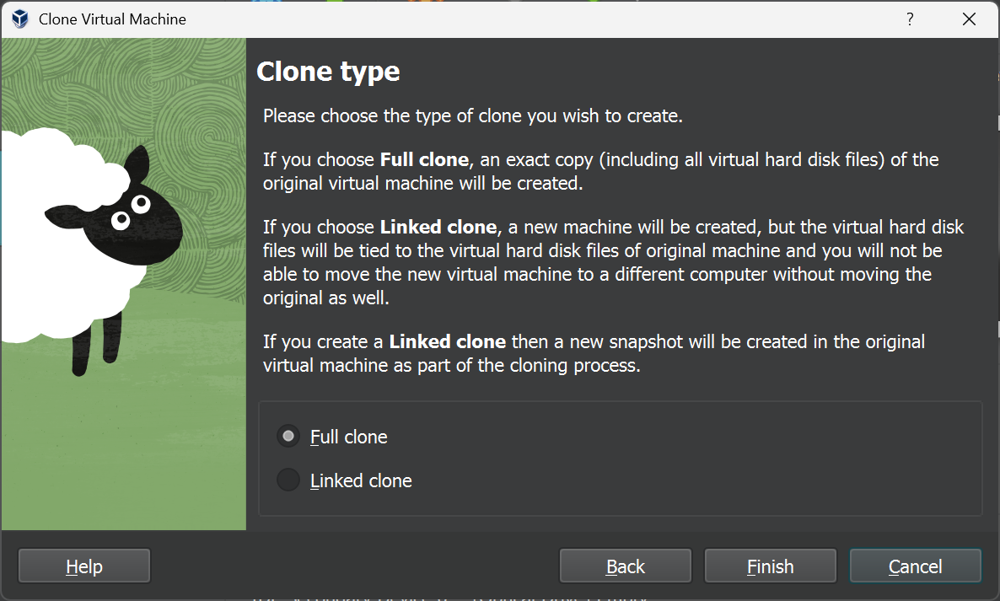 Clone Virtual Machine
?
Clone type
Please choose the type of clone you wish to create.
If you choose Full clone, an exact copy (including all virtual hard disk files) of the
original virtual machine will be created.
If you choose Linked clone, a new machine will be created, but the virtual hard disk
files will be tied to the virtual hard disk files of original machine and you will not be
able to move the new virtual machine to a different computer without moving the
original as well.
If you create a Linked clone then a new snapshot will be created in the original
virtual machine as part of the cloning process.
Full clone
Linked clone
Help
Back
Finish
Cancel